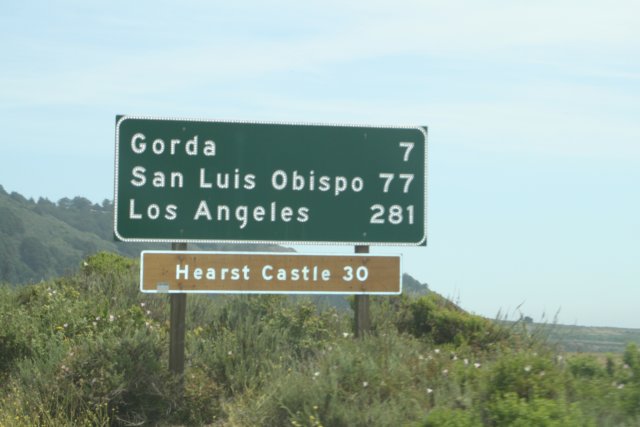 Gorda 7
San Luis Obispo 77
Los Angeles 281
Hearst Castle 30